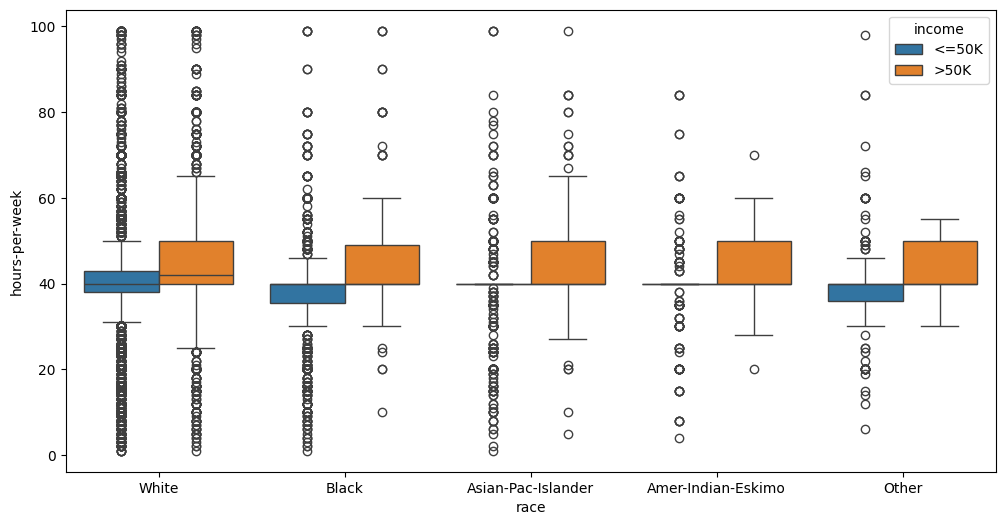 income
<=50K
>50K
100
80
60
40
20
0
hours-per-week
White Black Asian-Pac-Islander Amer-Indian-Eskimo Other
race